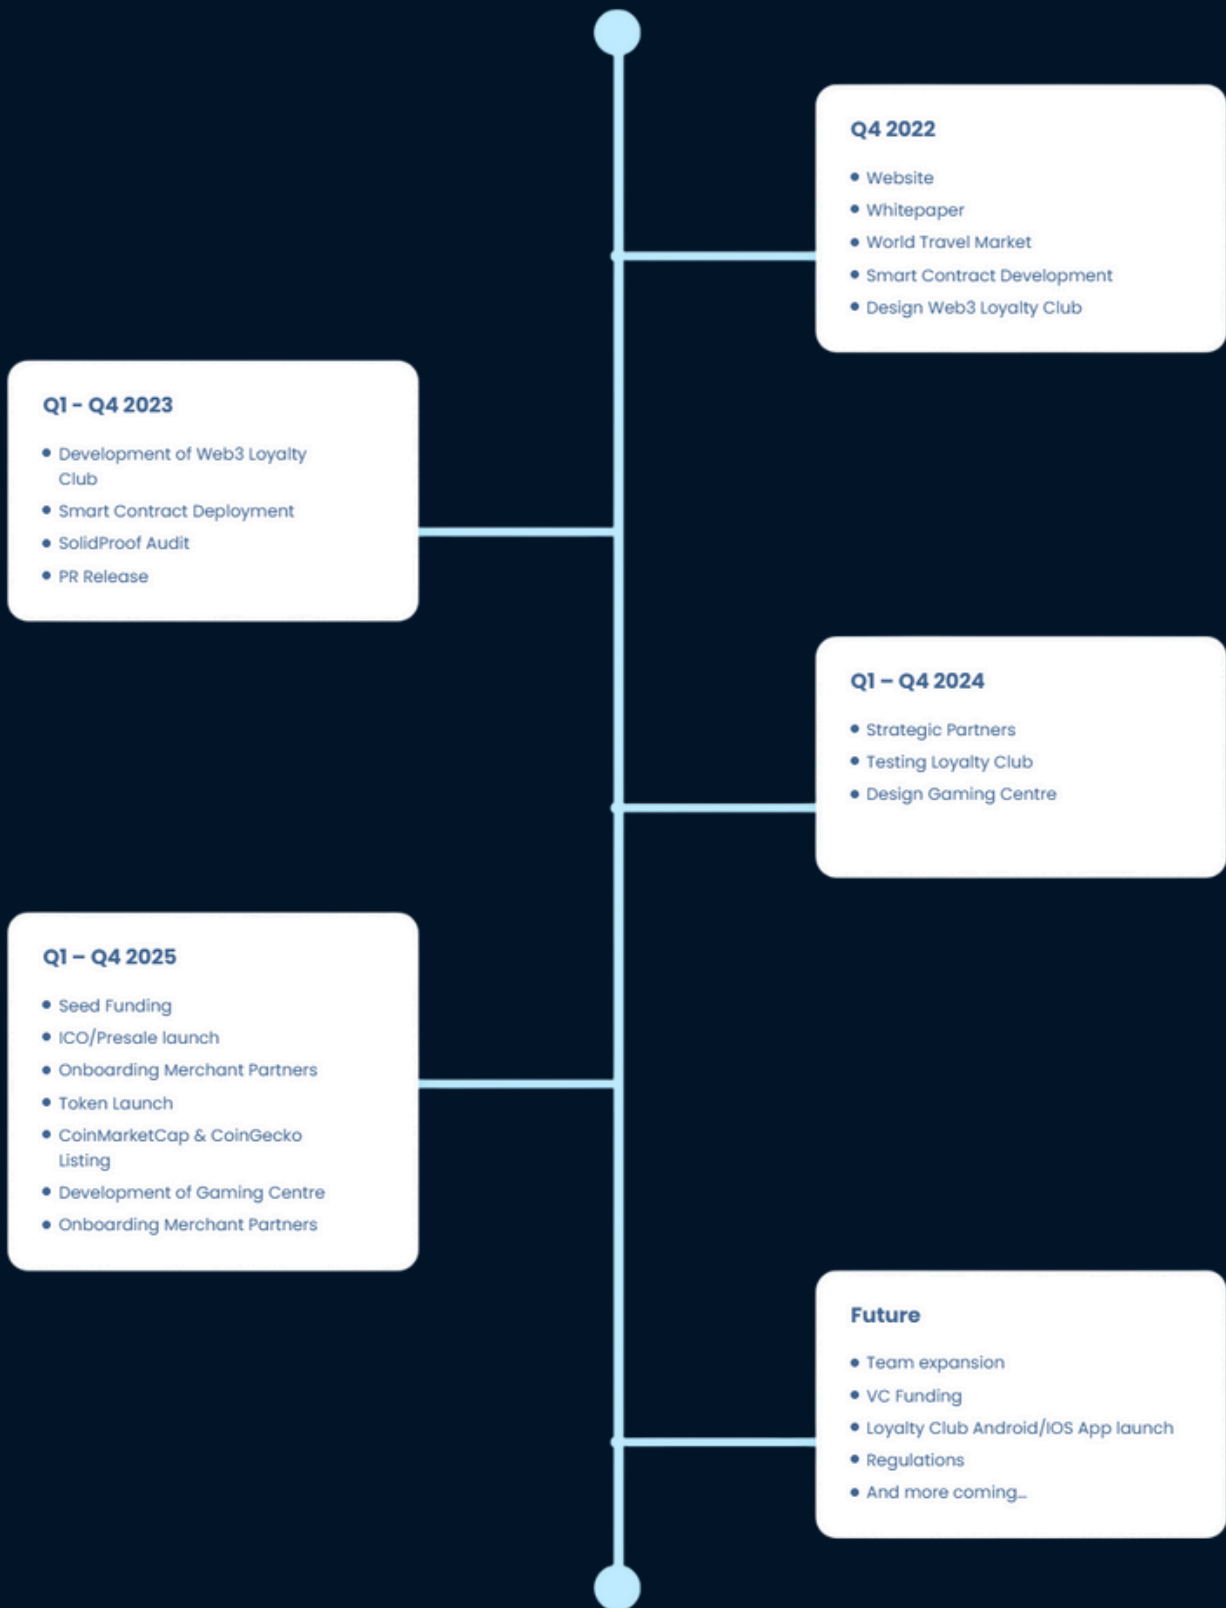 Q4 2022
• Website
• Whitepaper
• World Travel Market
• Smart Contract Development
• Design Web3 Loyalty Club
Q1 - Q4 2023
• Development of Web3 Loyalty
Club
• Smart Contract Deployment
• SolidProof Audit
• PR Release
Q1 – Q4 2024
• Strategic Partners
• Testing Loyalty Club
• Design Gaming Centre
Q1 – Q4 2025
• Seed Funding
• ICO/Presale launch
• Onboarding Merchant Partners
• Token Launch
• CoinMarketCap & CoinGecko
Listing
• Development of Gaming Centre
• Onboarding Merchant Partners
Future
• Team expansion
• VC Funding
• Loyalty Club Android/IOS App launch
• Regulations
• And more coming...